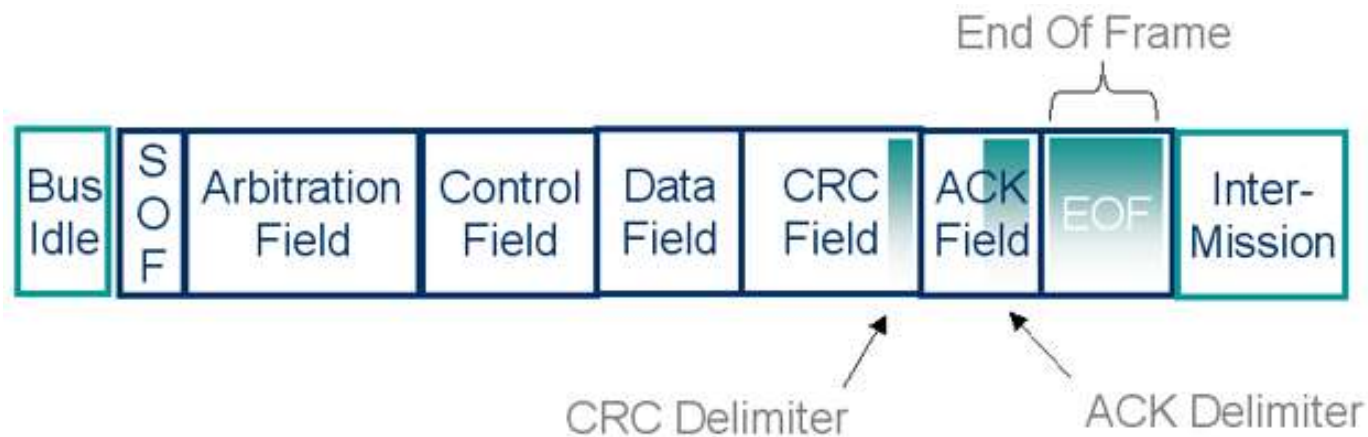 End Of Frame
Bus
Idle
S
O
F
Arbitration
Field
Control
Field
Data
Field
CRC
Field
ACK
Field
EOF
Inter-
Mission
CRC Delimiter
ACK Delimiter